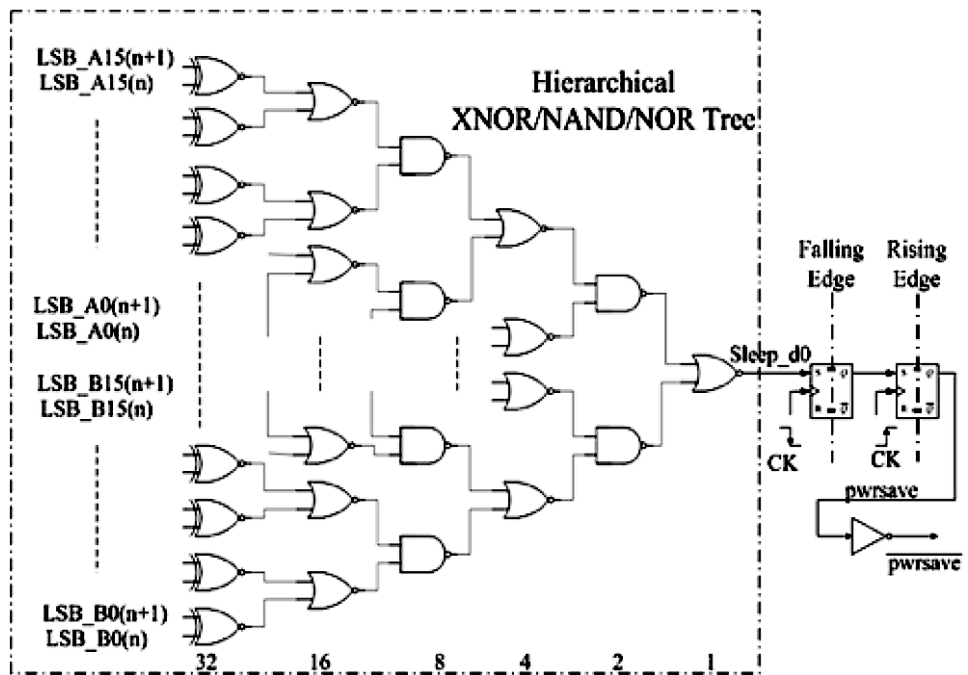 LSB_A15(n+1)
LSB_A15(n)
Hierarchical
XNOR/NAND/NOR Tree
LSB_A0(n+1)
LSB_A0(n)
LSB_B15(n+1)
LSB_B15(n)
LSB_B0(n+1)
LSB_B0(n)
32 16 8 4 2 1
Falling
Edge
Rising
Edge
Sleep_d0
S Q
S Q
R Q
R Q
CK
CK
pwrsave
pwrsave